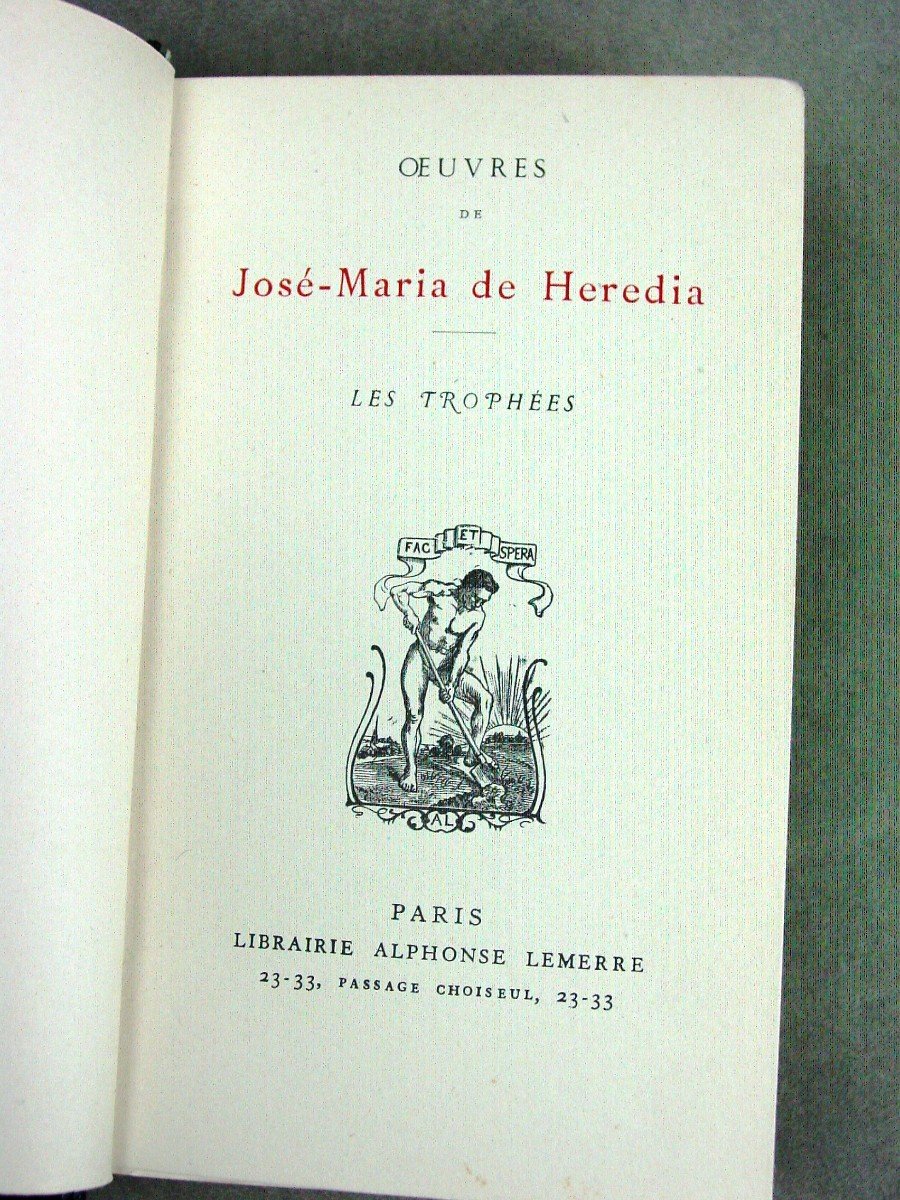 ŒUVRES
DE
José-Maria de Heredia
LES TROPHÉES
FAC ET SPERA
AL
PARIS
LIBRAIRIE ALPHONSE LEMERRE
23-33, PASSAGE CHOISEUL, 23-33